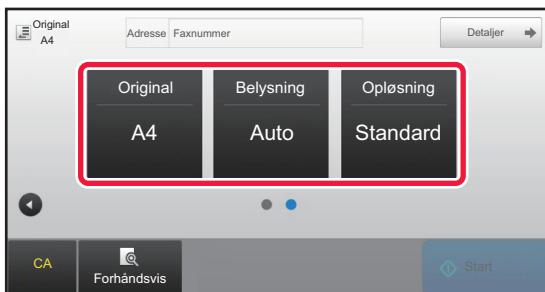 Original
A4
Adresse Faxnummer
Detaljer
Original Belysning Opløsning
A4 Auto Standard
CA
Forhåndsvis
Start